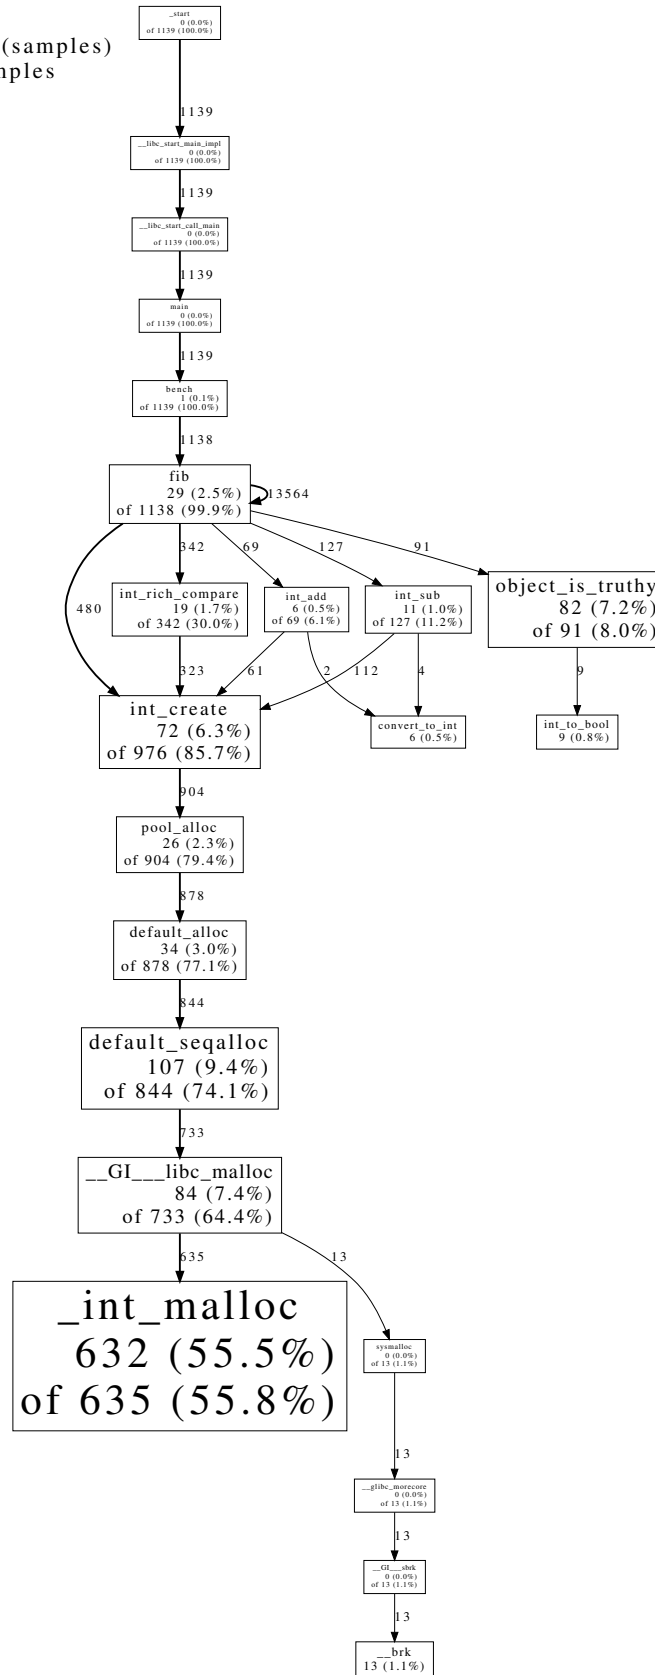 _start
0 (0.0%)
of 1139 (100.0%)
(samples)
mples
1139
__libc_start_main_impl
0 (0.0%)
of 1139 (100.0%)
1139
__libc_start_call_main
0 (0.0%)
of 1139 (100.0%)
1139
main
0 (0.0%)
of 1139 (100.0%)
1139
bench
1 (0.1%)
of 1139 (100.0%)
1138
fib
29 (2.5%)
of 1138 (99.9%)
13564
480
342
69
127
91
int_rich_compare
19 (1.7%)
of 342 (30.0%)
int_add
6 (0.5%)
of 69 (6.1%)
int_sub
11 (1.0%)
of 127 (11.2%)
object_is_truthy
82 (7.2%)
of 91 (8.0%)
323
61
2
112
4
9
int_create
72 (6.3%)
of 976 (85.7%)
convert_to_int
6 (0.5%)
int_to_bool
9 (0.8%)
904
pool_alloc
26 (2.3%)
of 904 (79.4%)
878
default_alloc
34 (3.0%)
of 878 (77.1%)
844
default_seqalloc
107 (9.4%)
of 844 (74.1%)
733
__GI___libc_malloc
84 (7.4%)
of 733 (64.4%)
635
13
_int_malloc
632 (55.5%)
of 635 (55.8%)
sysmalloc
0 (0.0%)
of 13 (1.1%)
13
__glibc_morecore
0 (0.0%)
of 13 (1.1%)
13
__GI___sbrk
0 (0.0%)
of 13 (1.1%)
13
__brk
13 (1.1%)